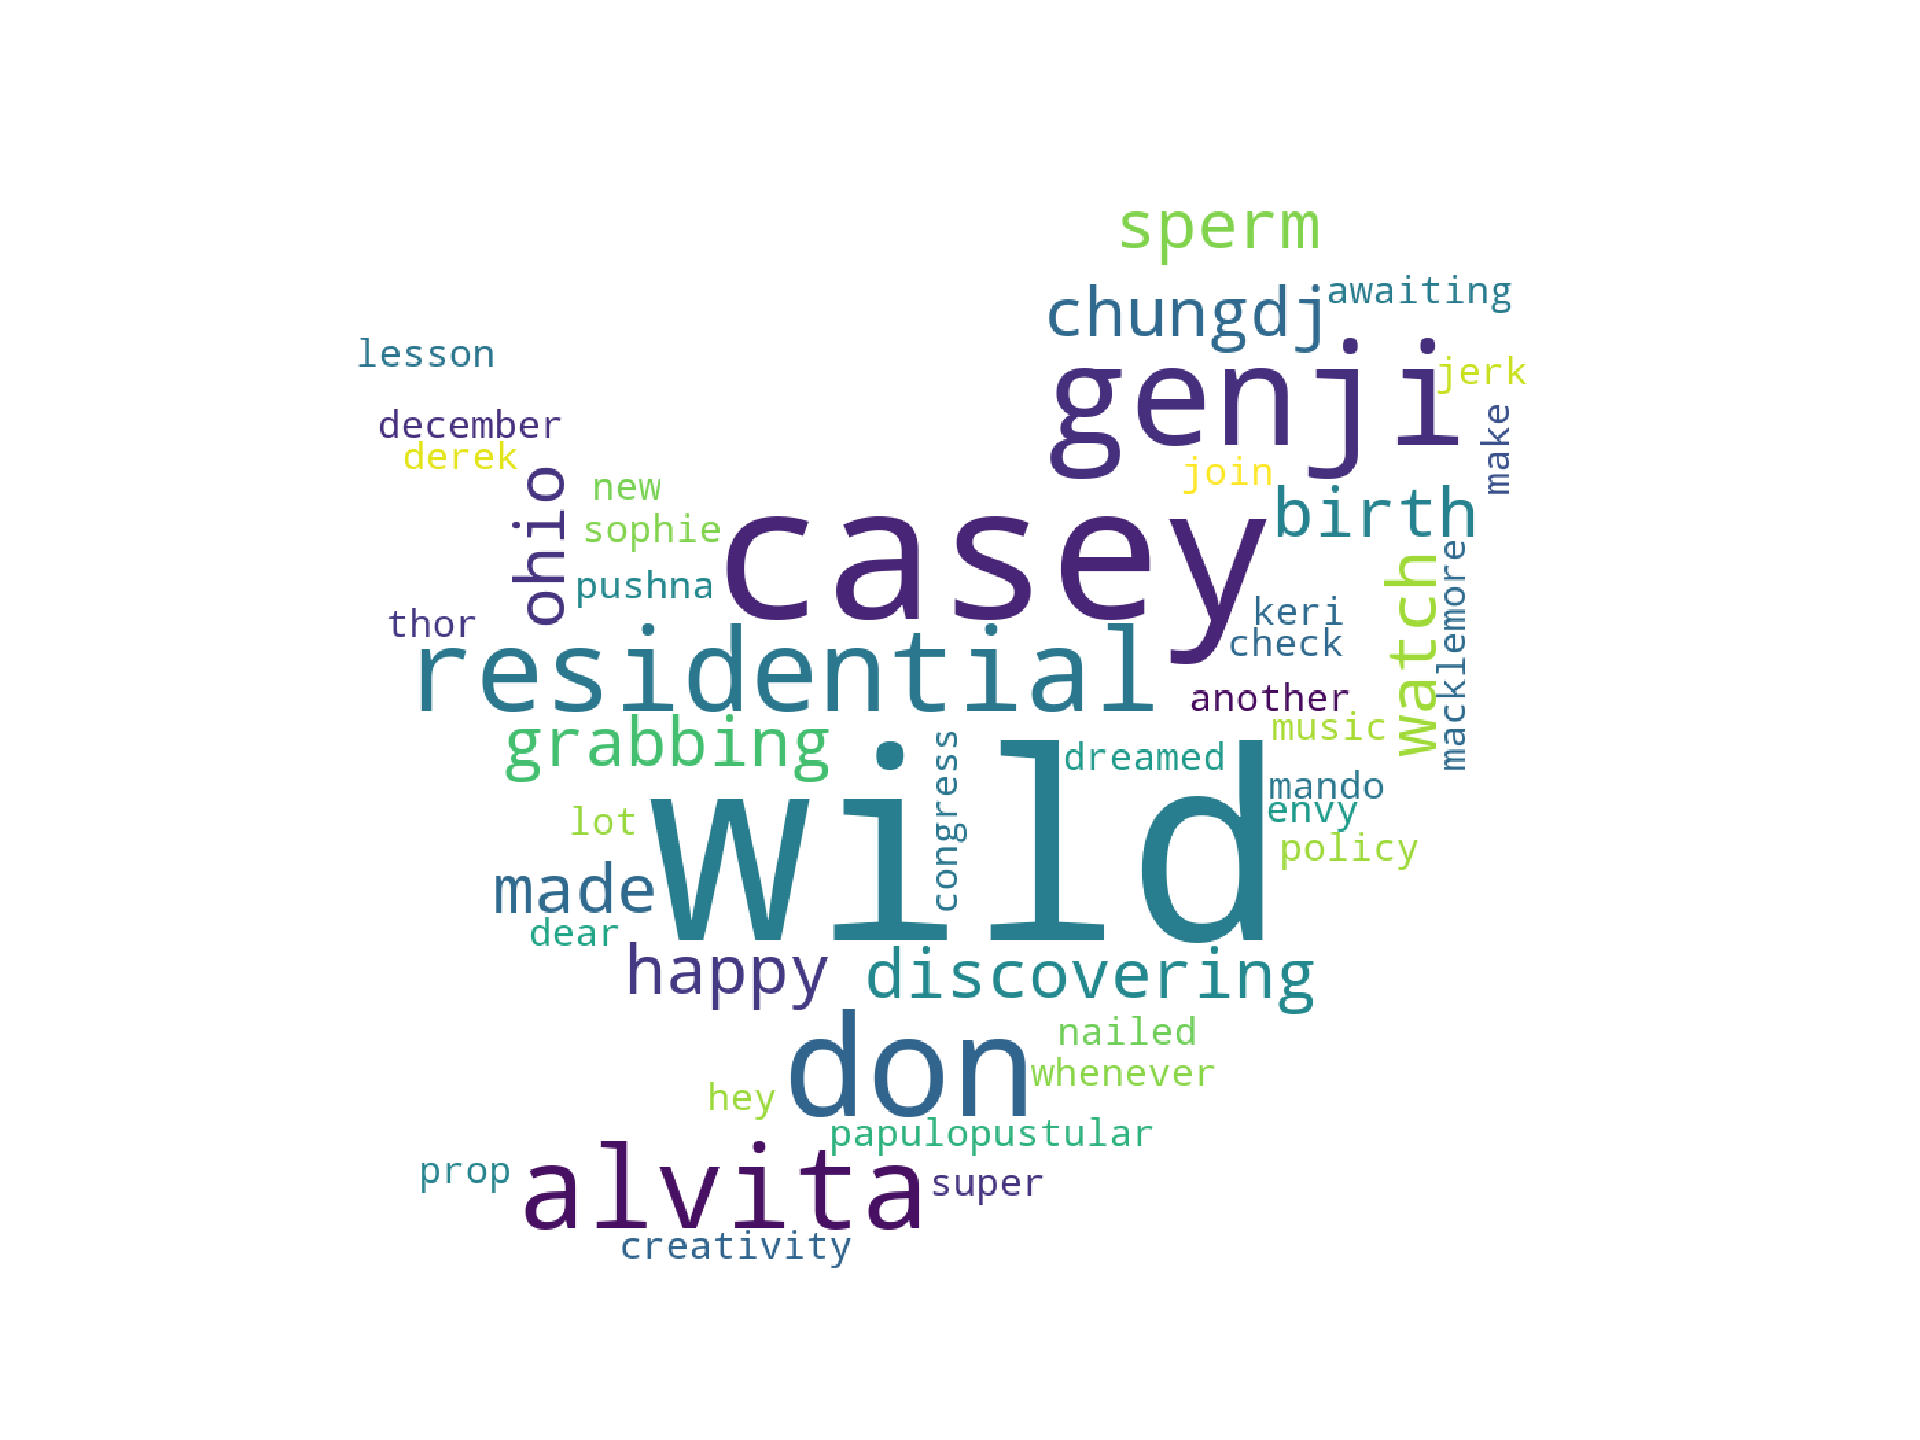 sperm
awaiting
chungdj
lesson
jerk
genji
december
make
derek
join
new
ohio
birth
sophie
casey
pushna
keri
thor
check
watch
macklemore
residential
another
music
grabbing
dreamed
congress
mando
envy
lot
wild
policy
made
dear
happy
discovering
nailed
don
whenever
hey
papulopustular
prop
alvita
super
creativity